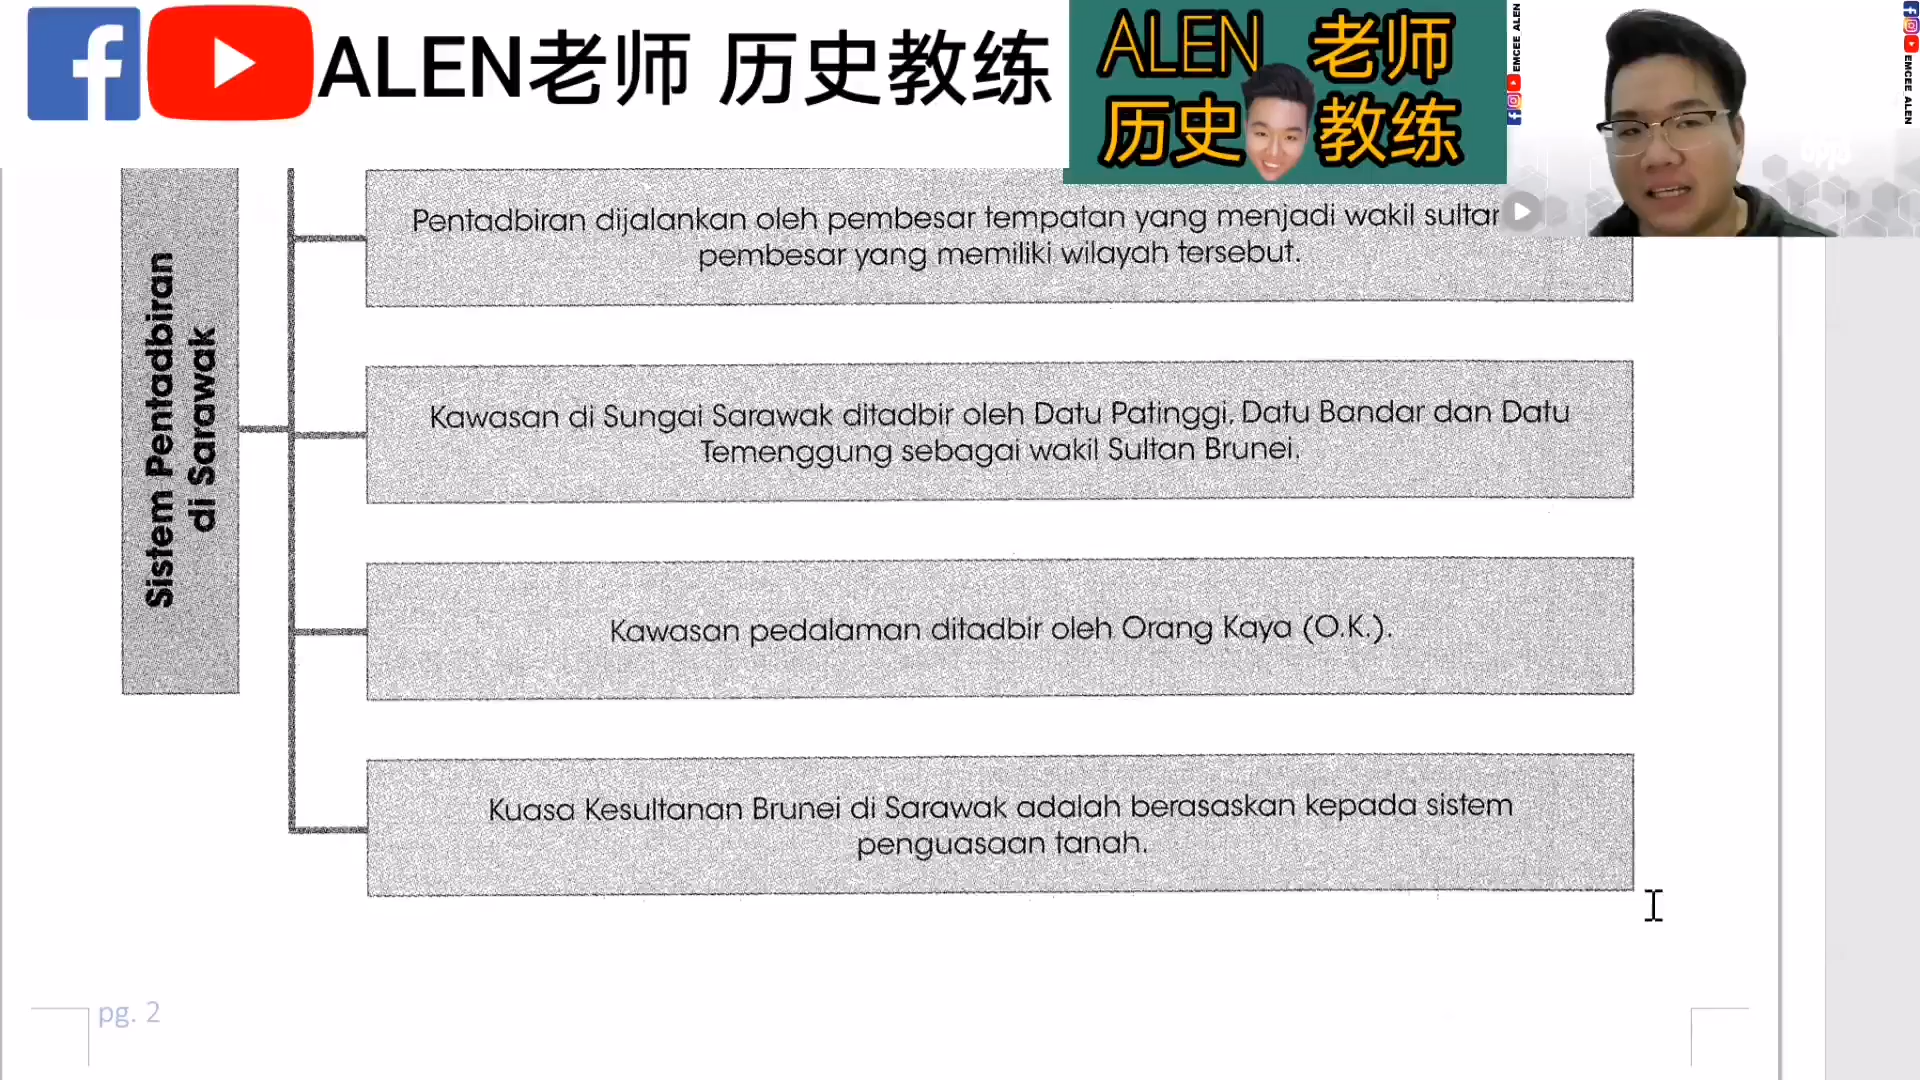 ALEN老师 历史教练
ALEN 老师
历史 教练
EMCEE ALEN
EMCEE ALEN
Sistem Pentadbiran
di Sarawak
Pentadbiran dijalankan oleh pembesar tempatan yang menjadi wakil
pembesar yang memiliki wilayah tersebut.
Kawasan di Sungai Sarawak ditadbir oleh Datu Patinggi, Datu Bandar dan Datu
Temenggung sebagai wakil Sultan Brunei.
Kawasan pedalaman ditadbir oleh Orang Kaya (O.K.).
Kuasa Kesultanan Brunei di Sarawak adalah berasaskan kepada sistem
penguasaan tanah.
pg. 2